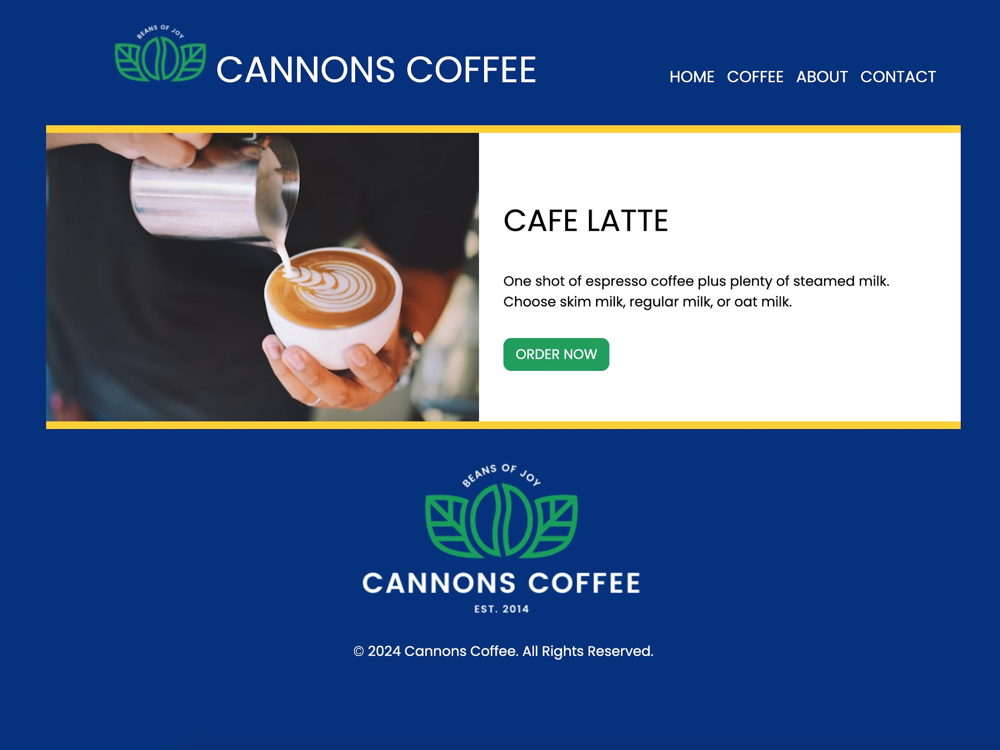 BEANS OF JOY
CANNONS COFFEE
HOME COFFEE ABOUT CONTACT
CAFE LATTE
One shot of espresso coffee plus plenty of steamed milk.
Choose skim milk, regular milk, or oat milk.
ORDER NOW
BEANS OF JOY
CANNONS COFFEE
EST. 2014
© 2024 Cannons Coffee. All Rights Reserved.